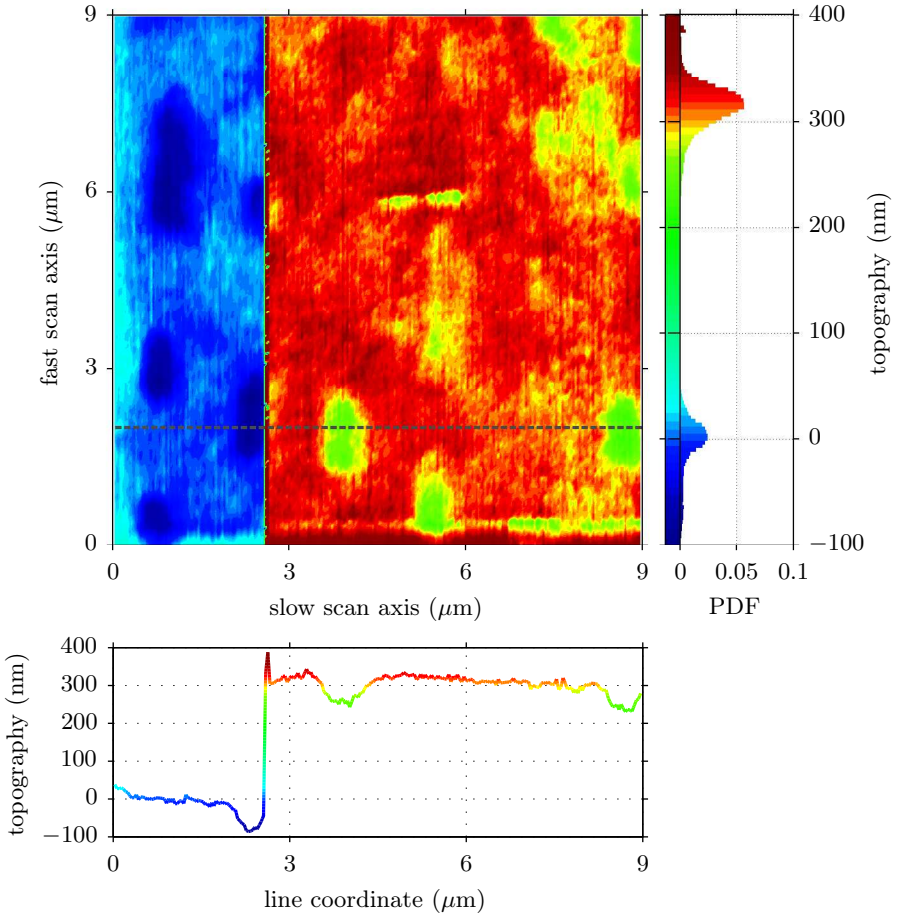 9
6
3
0
fast scan axis (μm)
0 3 6 9
slow scan axis (μm)
400
300
200
100
0
−100
topography (nm)
0 0.05 0.1
PDF
400
300
200
100
0
−100
topography (nm)
0 3 6 9
line coordinate (μm)